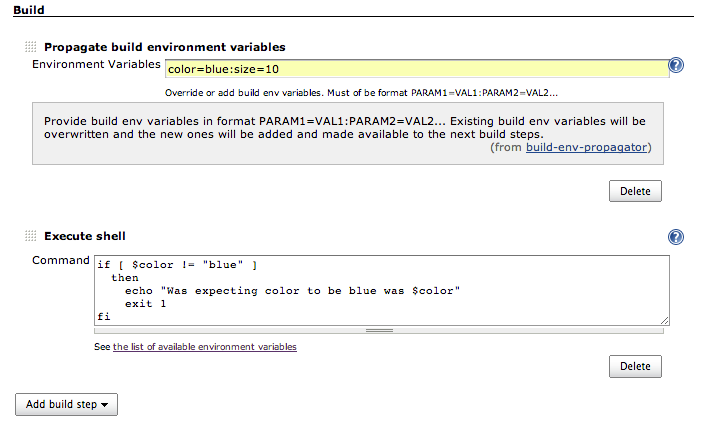 Build
Propagate build environment variables
Environment Variables color=blue:size=10
Override or add build env variables. Must of be format PARAM1=VAL1:PARAM2=VAL2...
Provide build env variables in format PARAM1=VAL1:PARAM2=VAL2... Existing build env variables will be
overwritten and the new ones will be added and made available to the next build steps.
(from build-env-propagator)
Delete
Execute shell
Command
if [ $color != "blue" ]
then
echo "Was expecting color to be blue was $color"
exit 1
fi
See the list of available environment variables
Delete
Add build step